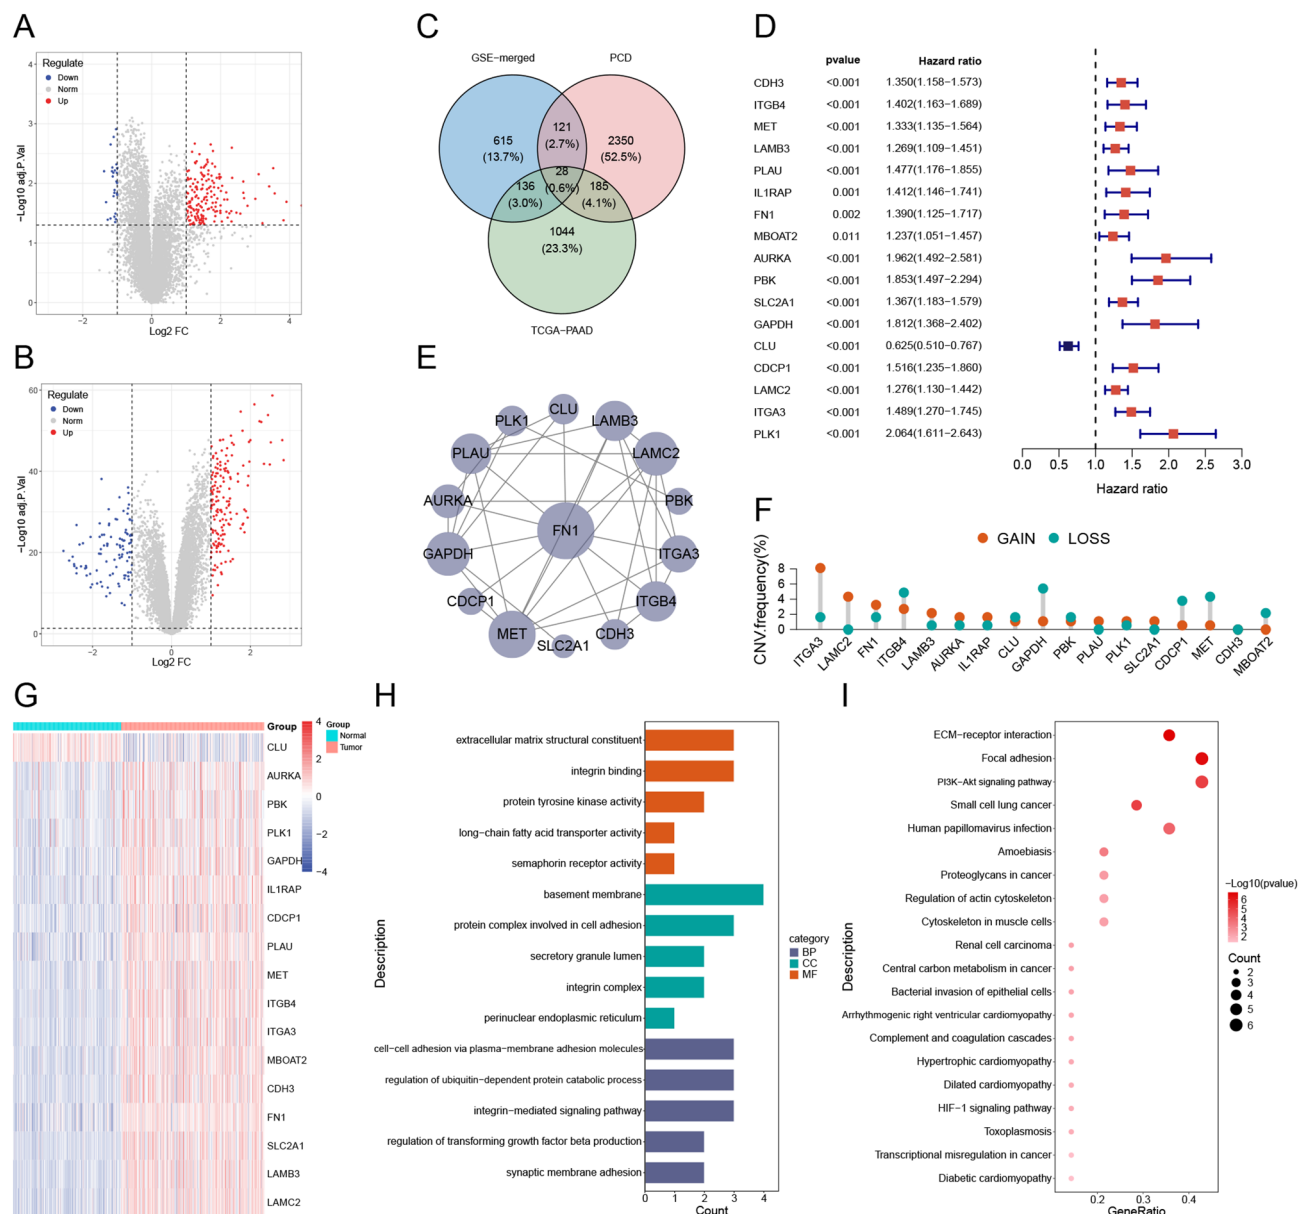 A
Regulate
Down
Norm
Up
4
3
2
1
0
−2
0
2
4
−Log10 adj.P.Val
Log2 FC
B
Regulate
Down
Norm
Up
60
40
20
0
−2
0
2
−Log10 adj.P.Val
Log2 FC
C
GSE−merged
PCD
615
(13.7%)
121
(2.7%)
2350
(52.5%)
28
(0.6%)
136
(3.0%)
185
(4.1%)
1044
(23.3%)
TCGA−PAAD
D
pvalue Hazard ratio
CDH3 <0.001 1.350(1.158−1.573)
ITGB4 <0.001 1.402(1.163−1.689)
MET <0.001 1.333(1.135−1.564)
LAMB3 <0.001 1.269(1.109−1.451)
PLAU <0.001 1.477(1.176−1.855)
IL1RAP 0.001 1.412(1.146−1.741)
FN1 0.002 1.390(1.125−1.717)
MBOAT2 0.011 1.237(1.051−1.457)
AURKA <0.001 1.962(1.492−2.581)
PBK <0.001 1.853(1.497−2.294)
SLC2A1 <0.001 1.367(1.183−1.579)
GAPDH <0.001 1.812(1.368−2.402)
CLU <0.001 0.625(0.510−0.767)
CDCP1 <0.001 1.516(1.235−1.860)
LAMC2 <0.001 1.276(1.130−1.442)
ITGA3 <0.001 1.489(1.270−1.745)
PLK1 <0.001 2.064(1.611−2.643)
0.0 0.5 1.0 1.5 2.0 2.5 3.0
Hazard ratio
E
CLU
PLK1
LAMB3
PLAU
LAMC2
AURKA
PBK
FN1
GAPDH
ITGA3
CDCP1
ITGB4
MET
CDH3
SLC2A1
F
GAIN LOSS
CNV.frequency(%)
8
6
4
2
0
ITGA3
LAMC2
FN1
ITGB4
LAMB3
AURKA
IL1RAP
CLU
GAPDH
PBK
PLAU
PLK1
SLC2A1
CDCP1
MET
CDH3
MBOAT2
G
Group
CLU
AURKA
PBK
PLK1
GAPDH
IL1RAP
CDCP1
PLAU
MET
ITGB4
ITGA3
MBOAT2
CDH3
FN1
SLC2A1
LAMB3
LAMC2
4
2
0
−2
−4
Group
Normal
Tumor
H
Description
extracellular matrix structural constituent
integrin binding
protein tyrosine kinase activity
long−chain fatty acid transporter activity
semaphorin receptor activity
basement membrane
protein complex involved in cell adhesion
secretory granule lumen
integrin complex
perinuclear endoplasmic reticulum
cell−cell adhesion via plasma−membrane adhesion molecules
regulation of ubiquitin−dependent protein catabolic process
integrin−mediated signaling pathway
regulation of transforming growth factor beta production
synaptic membrane adhesion
0 1 2 3 4
Count
category
BP
CC
MF
I
Description
ECM−receptor interaction
Focal adhesion
PI3K−Akt signaling pathway
Small cell lung cancer
Human papillomavirus infection
Amoebiasis
Proteoglycans in cancer
Regulation of actin cytoskeleton
Cytoskeleton in muscle cells
Renal cell carcinoma
Central carbon metabolism in cancer
Bacterial invasion of epithelial cells
Arrhythmogenic right ventricular cardiomyopathy
Complement and coagulation cascades
Hypertrophic cardiomyopathy
Dilated cardiomyopathy
HIF−1 signaling pathway
Toxoplasmosis
Transcriptional misregulation in cancer
Diabetic cardiomyopathy
0.2 0.3 0.4
GeneRatio
−Log10(pvalue)
6
5
4
3
2
Count
2
3
4
5
6